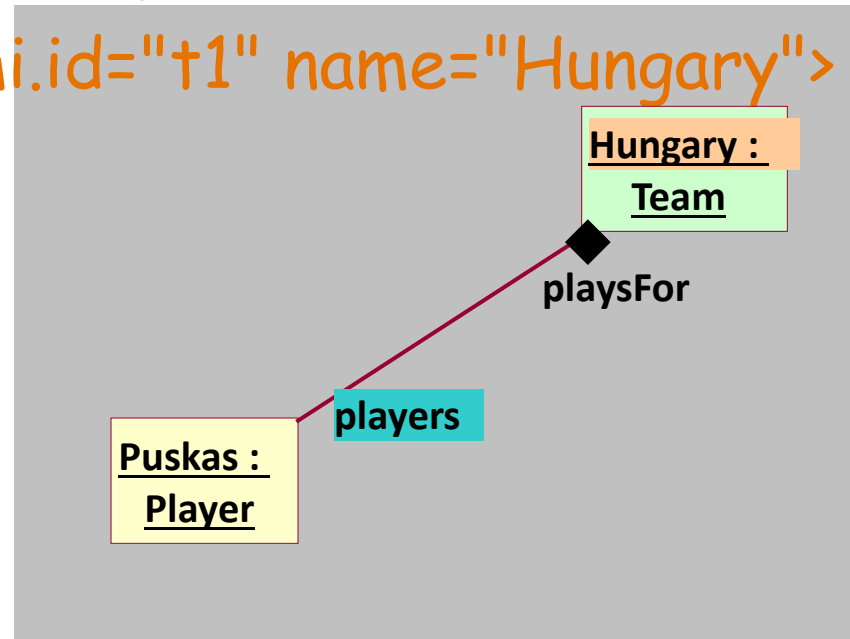 i.id="t1" name="Hungary">
Hungary :
Team
playsFor
players
Puskas :
Player